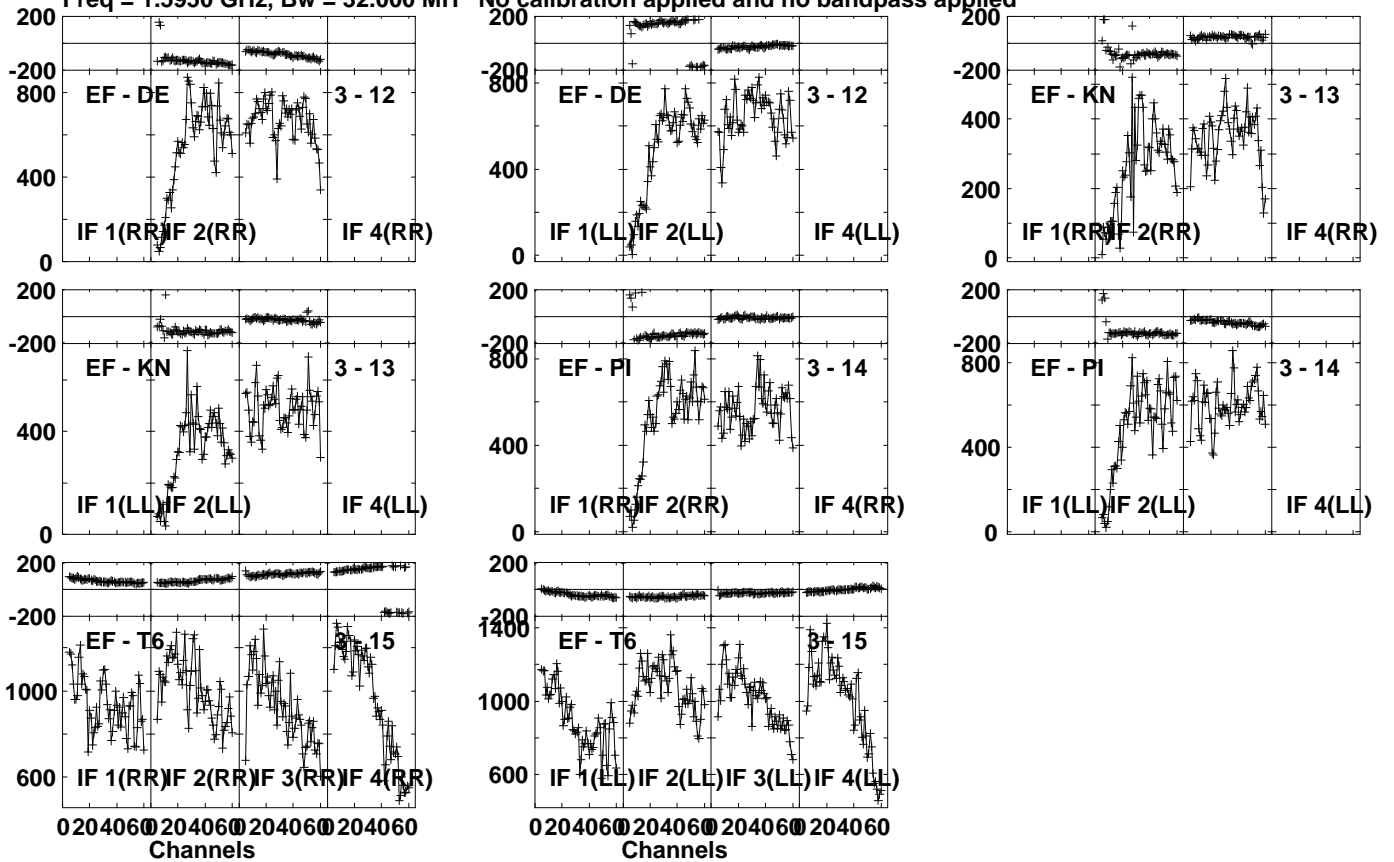 Freq = 1.5950 GHz, Bw = 32.000 MH No calibration applied and no bandpass applied
200
-200
800
400
0
EF - DE
3 - 12
IF 1(RR)
IF 2(RR)
IF 4(RR)
200
-200
800
400
0
EF - DE
3 - 12
IF 1(LL)
IF 2(LL)
IF 4(LL)
200
-200
400
200
0
EF - KN
3 - 13
IF 1(RR)
IF 2(RR)
IF 4(RR)
200
-200
400
0
EF - KN
3 - 13
IF 1(LL)
IF 2(LL)
IF 4(LL)
200
-200
800
400
0
EF - PI
3 - 14
IF 1(RR)
IF 2(RR)
IF 4(RR)
200
-200
800
400
0
EF - PI
3 - 14
IF 1(LL)
IF 2(LL)
IF 4(LL)
200
-200
1000
600
EF - T6
3 - 15
IF 1(RR)
IF 2(RR)
IF 3(RR)
IF 4(RR)
0 20 40 60 0 20 40 60 0 20 40 60 0 20 40 60
Channels
200
-200
1400
1000
600
EF - T6
3 - 15
IF 1(LL)
IF 2(LL)
IF 3(LL)
IF 4(LL)
0 20 40 60 0 20 40 60 0 20 40 60 0 20 40 60
Channels